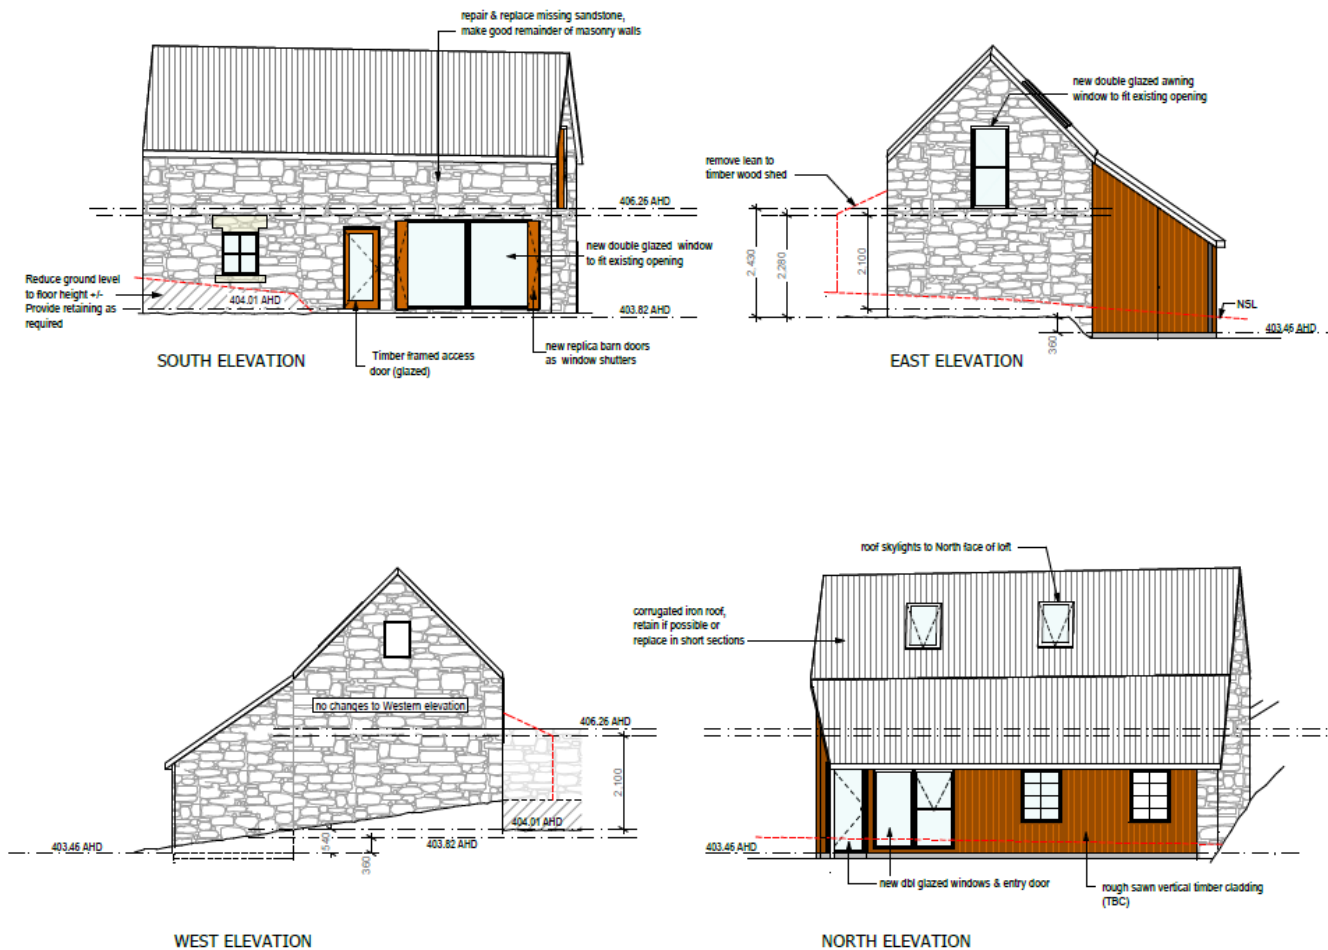 repair & replace missing sandstone,
make good remainder of masonry walls
406.26 AHD
new double glazed window
to fit existing opening
Reduce ground level
to floor height +/-
Provide retaining as
required
404.01 AHD
403.82 AHD
Timber framed access
door (glazed)
new replica barn doors
as window shutters
SOUTH ELEVATION
new double glazed awning
window to fit existing opening
remove lean to
timber wood shed
2.430
2.280
2.100
360
NSL
403.46 AHD
EAST ELEVATION
no changes to Western elevation
406.26 AHD
2.100
404.01 AHD
403.82 AHD
403.46 AHD
540
360
WEST ELEVATION
roof skylights to North face of loft
corrugated iron roof,
retain if possible or
replace in short sections
403.46 AHD
new dbl glazed windows & entry door
rough sawn vertical timber cladding
(TBC)
NORTH ELEVATION